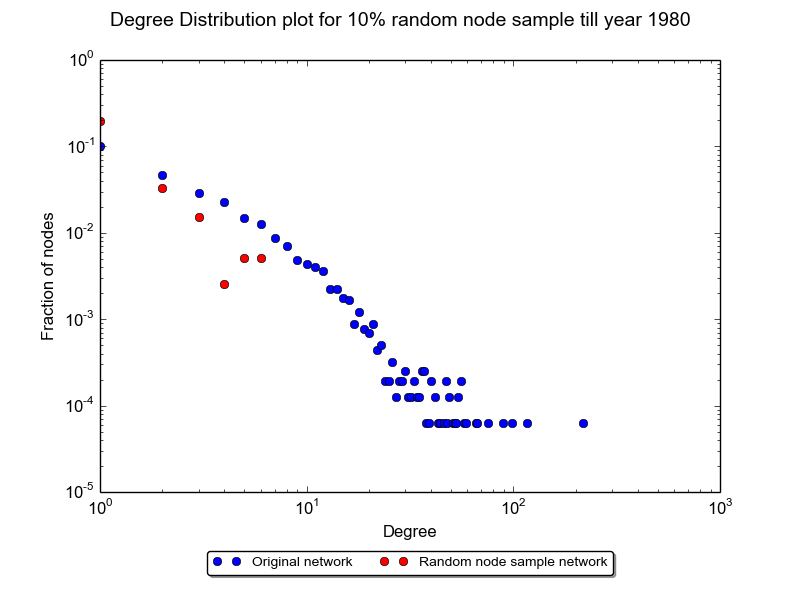 Degree Distribution plot for 10% random node sample till year 1980
10^0
10^-1
10^-2
10^-3
10^-4
10^-5
Fraction of nodes
10^0 10^1 10^2 10^3
Degree
Original network Random node sample network